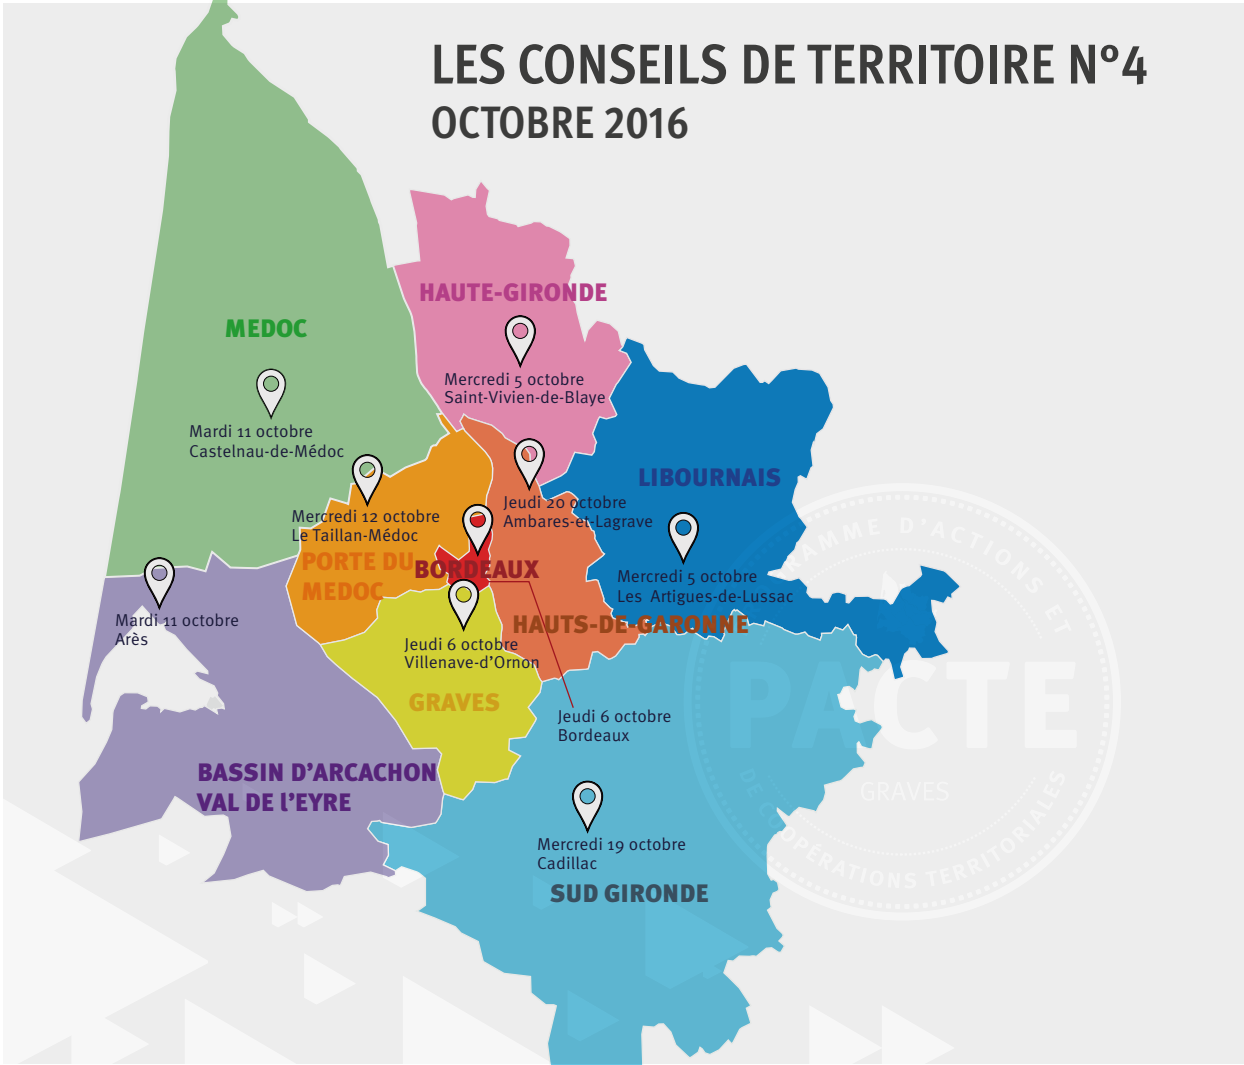 LES CONSEILS DE TERRITOIRE N°4
OCTOBRE 2016
HAUTE-GIRONDE
MEDOC
Mercredi 5 octobre
Saint-Vivien-de-Blaye
Mardi 11 octobre
Castelnau-de-Médoc
LIBOURNAIS
Jeudi 20 octobre
Ambares-et-Lagrave
Mercredi 12 octobre
Le Taillan-Médoc
PORTE DU
MEDOC
BORDEAUX
Mercredi 5 octobre
Les Artigues-de-Lussac
Mardi 11 octobre
Arès
HAUTS-DE-GARONNE
Jeudi 6 octobre
Villenave-d'Ornon
GRAVES
Jeudi 6 octobre
Bordeaux
BASSIN D'ARCACHON
VAL DE l'EYRE
Mercredi 19 octobre
Cadillac
SUD GIRONDE
PACTE
GRAVES
DE COOPÉRATIONS TERRITORIALES